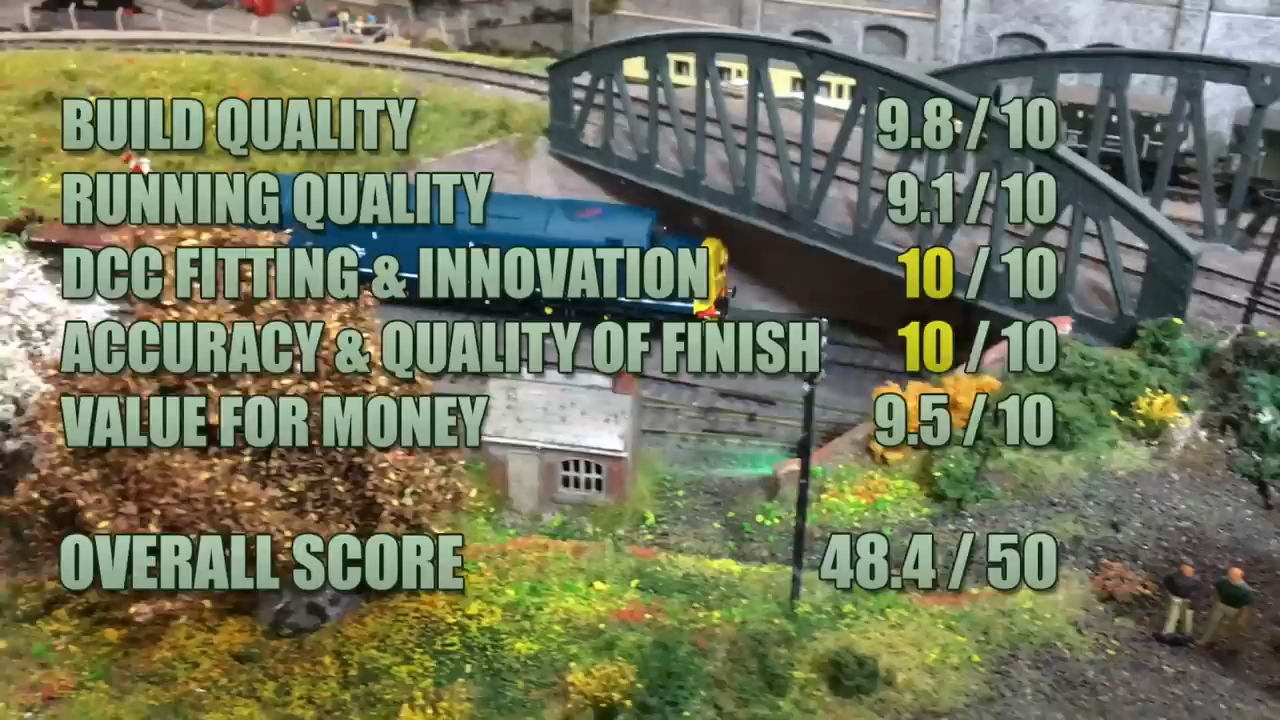 BUILD QUALITY 9.8 / 10
RUNNING QUALITY 9.1 / 10
DCC FITTING & INNOVATION 10 / 10
ACCURACY & QUALITY OF FINISH 10 / 10
VALUE FOR MONEY 9.5 / 10
OVERALL SCORE 48.4 / 50